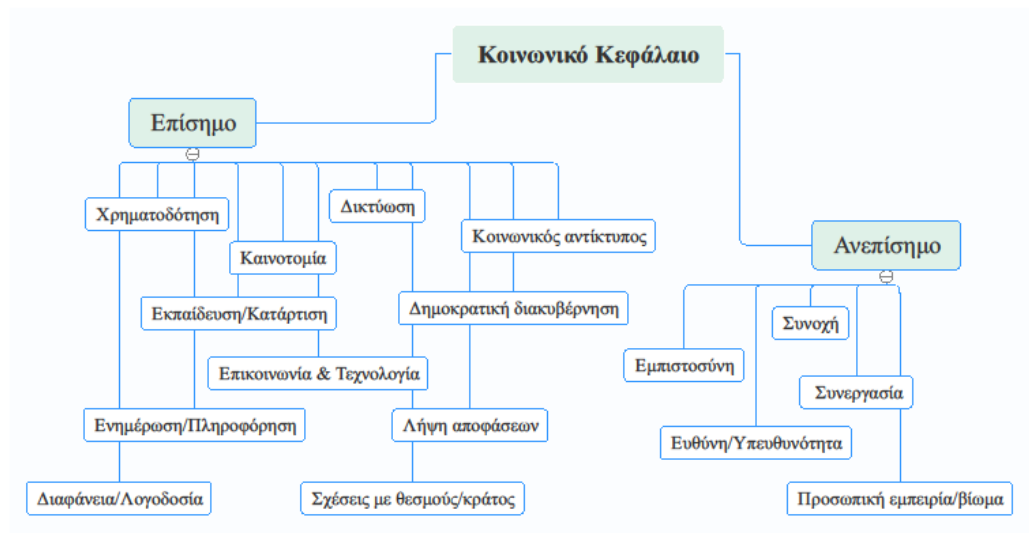 Κοινωνικό Κεφάλαιο
Επίσημο
Χρηματοδότηση
Δικτύωση
Κοινωνικός αντίκτυπος
Καινοτομία
Εκπαίδευση/Κατάρτιση
Δημοκρατική διακυβέρνηση
Επικοινωνία & Τεχνολογία
Ενημέρωση/Πληροφόρηση
Λήψη αποφάσεων
Διαφάνεια/Λογοδοσία
Σχέσεις με θεσμούς/κράτος
Ανεπίσημο
Συνοχή
Εμπιστοσύνη
Συνεργασία
Ευθύνη/Υπευθυνότητα
Προσωπική εμπειρία/βίωμα